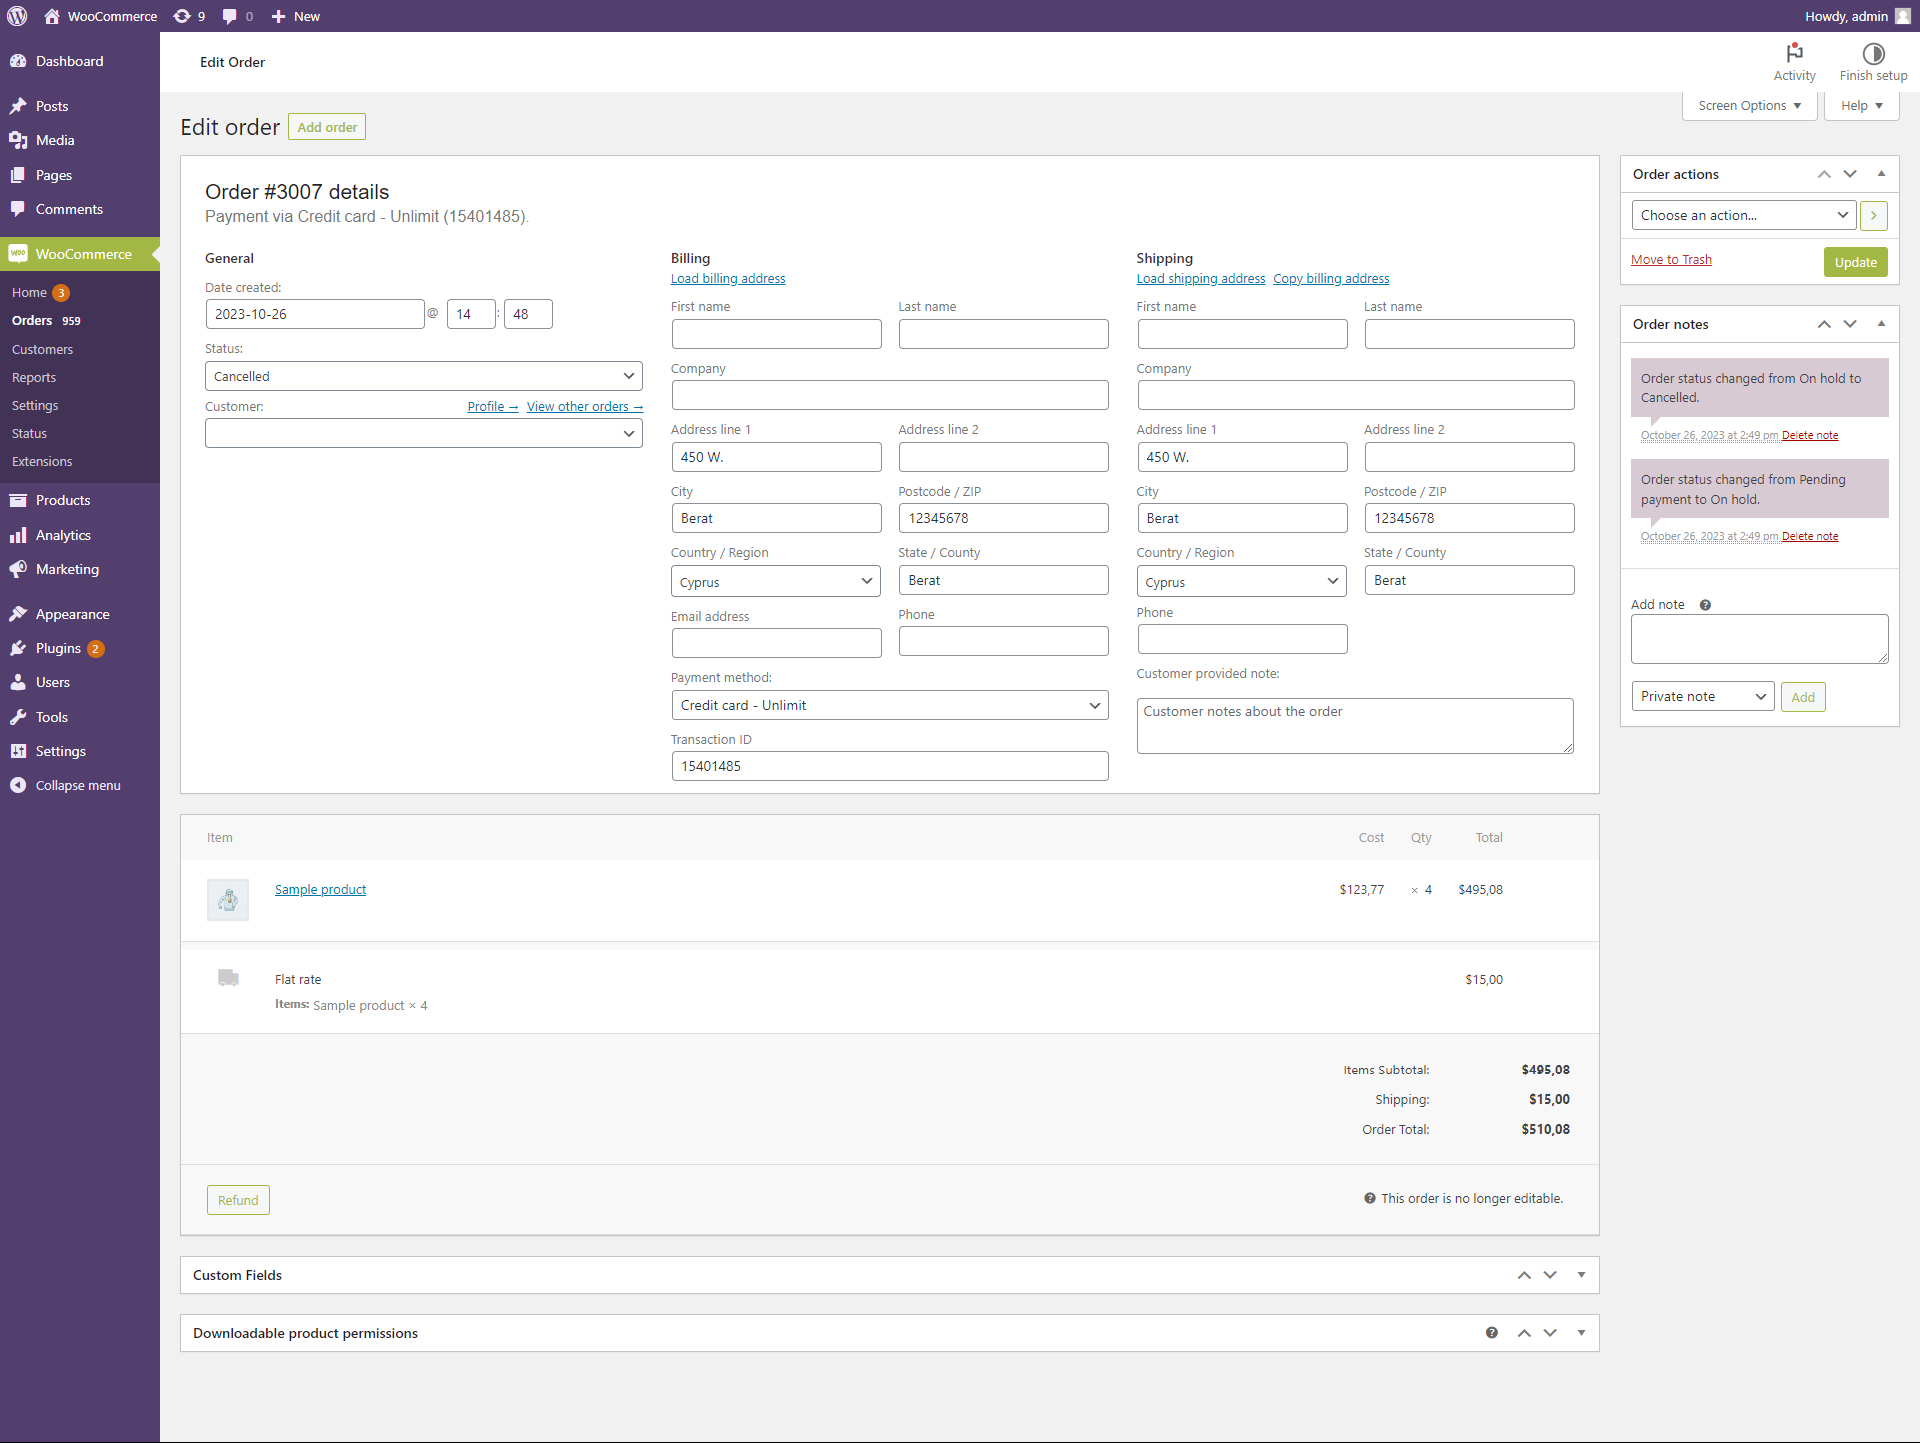 WooCommerce 9 0 New Howdy, admin
Dashboard
Posts
Media
Pages
Comments
WooCommerce
Home 3
Orders 959
Customers
Reports
Settings
Status
Extensions
Products
Analytics
Marketing
Appearance
Plugins 2
Users
Tools
Settings
Collapse menu
Edit Order
Activity
Finish setup
Screen Options ▼
Help ▼
Edit order Add order
Order #3007 details
Payment via Credit card - Unlimit (15401485).
General
Date created:
2023-10-26 @ 14 : 48
Status:
Cancelled
Customer: Profile → View other orders →
Billing
Load billing address
First name Last name
Company
Address line 1 Address line 2
450 W.
City Postcode / ZIP
Berat 12345678
Country / Region State / County
Cyprus Berat
Email address Phone
Payment method:
Credit card - Unlimit
Transaction ID
15401485
Shipping
Load shipping address Copy billing address
First name Last name
Company
Address line 1 Address line 2
450 W.
City Postcode / ZIP
Berat 12345678
Country / Region State / County
Cyprus Berat
Phone
Customer provided note:
Customer notes about the order
Item Cost Qty Total
Sample product $123,77 × 4 $495,08
Flat rate $15,00
Items: Sample product × 4
Items Subtotal: $495,08
Shipping: $15,00
Order Total: $510,08
Refund
This order is no longer editable.
Custom Fields
Downloadable product permissions
Order actions
Choose an action...
Move to Trash Update
Order notes
Order status changed from On hold to
Cancelled.
October 26, 2023 at 2:49 pm Delete note
Order status changed from Pending
payment to On hold.
October 26, 2023 at 2:49 pm Delete note
Add note
Private note Add